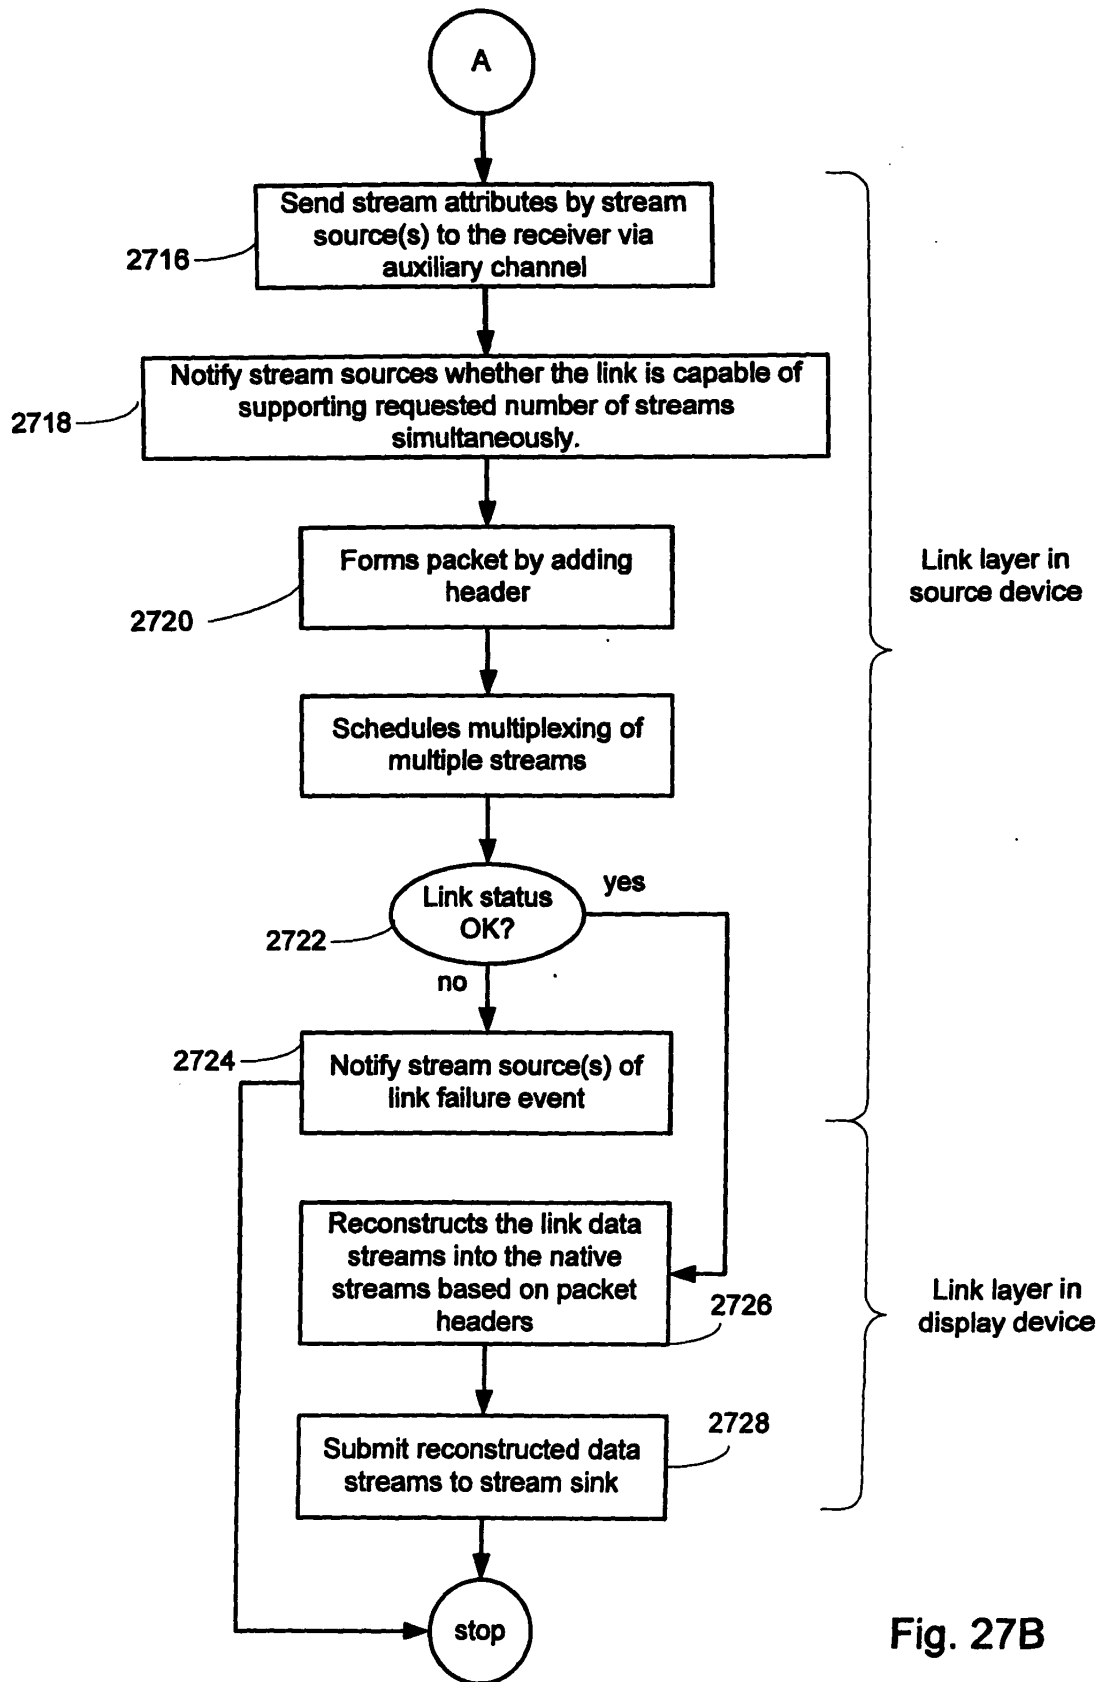 A
Send stream attributes by stream
source(s) to the receiver via
auxiliary channel
2716
Notify stream sources whether the link is capable of
supporting requested number of streams
simultaneously.
2718
Forms packet by adding
header
2720
Link layer in
source device
Schedules multiplexing of
multiple streams
Link status
OK?
yes
2722
no
2724
Notify stream source(s) of
link failure event
Reconstructs the link data
streams into the native
streams based on packet
headers
2726
Link layer in
display device
2728
Submit reconstructed data
streams to stream sink
stop
Fig. 27B